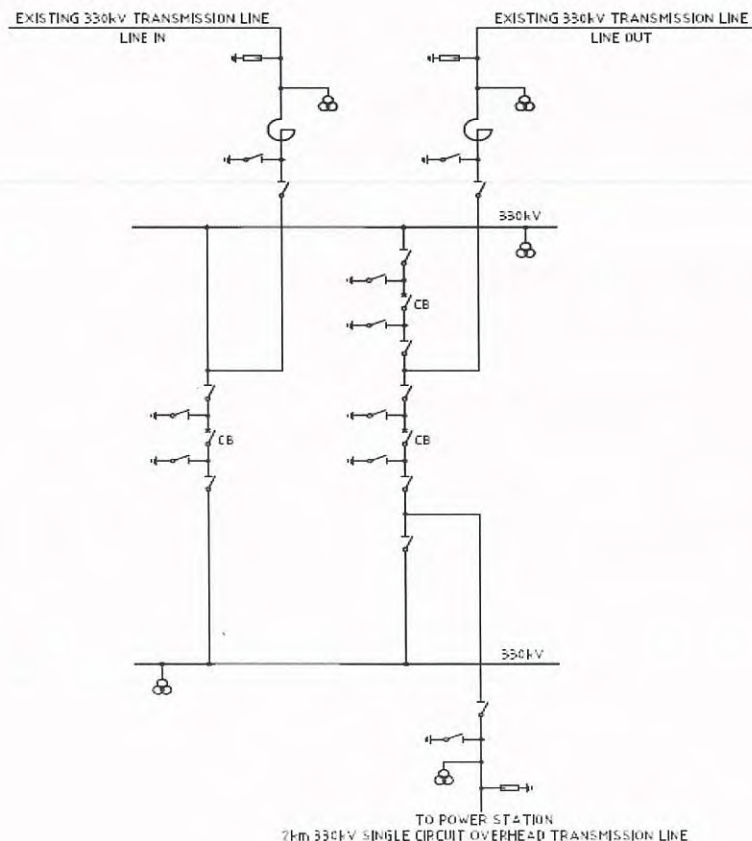 EXISTING 330kV TRANSMISSION LINE
LINE IN
EXISTING 330kV TRANSMISSION LINE
LINE OUT
330kV
CB
CB
CB
330kV
TO POWER STATION
2km 330kV SINGLE CIRCUIT OVERHEAD TRANSMISSION LINE